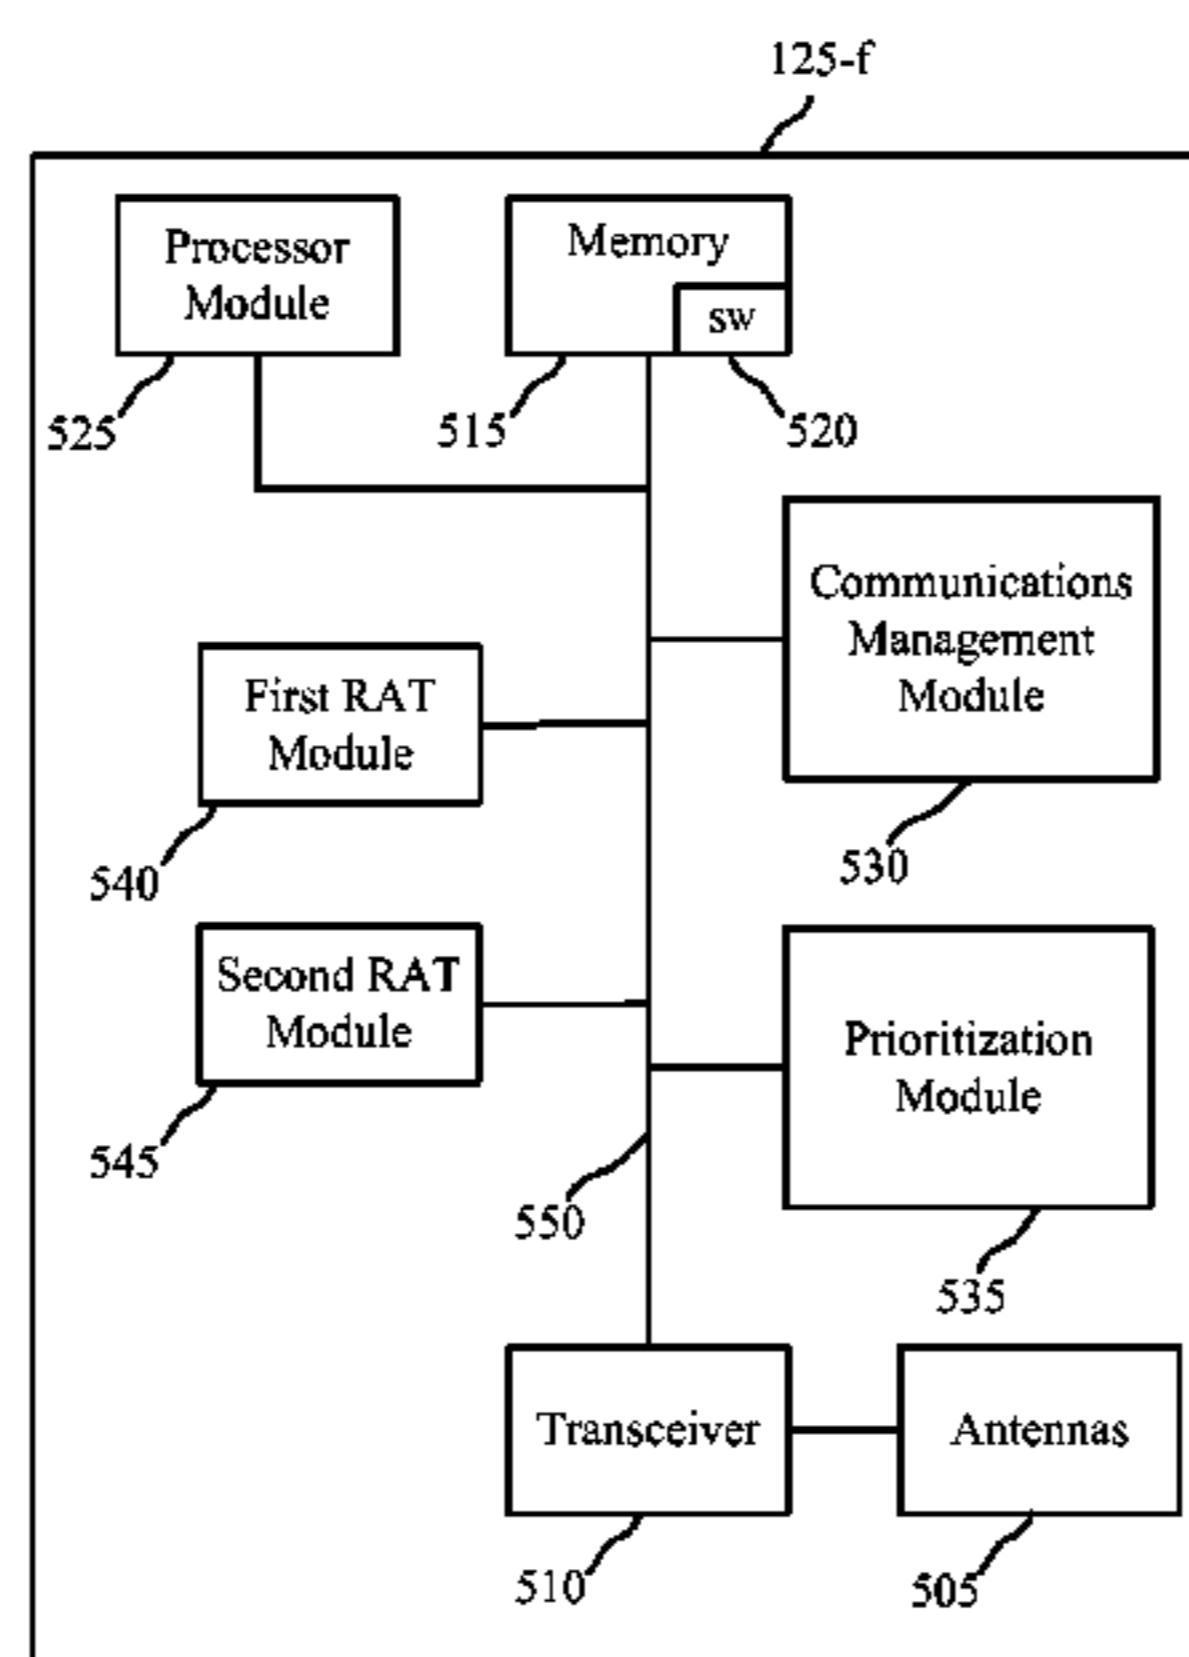 125-f
Processor
Module
Memory
sw
525
515
520
Communications
Management
Module
First RAT
Module
530
540
Second RAT
Module
Prioritization
Module
545
550
535
Transceiver
Antennas
510
505